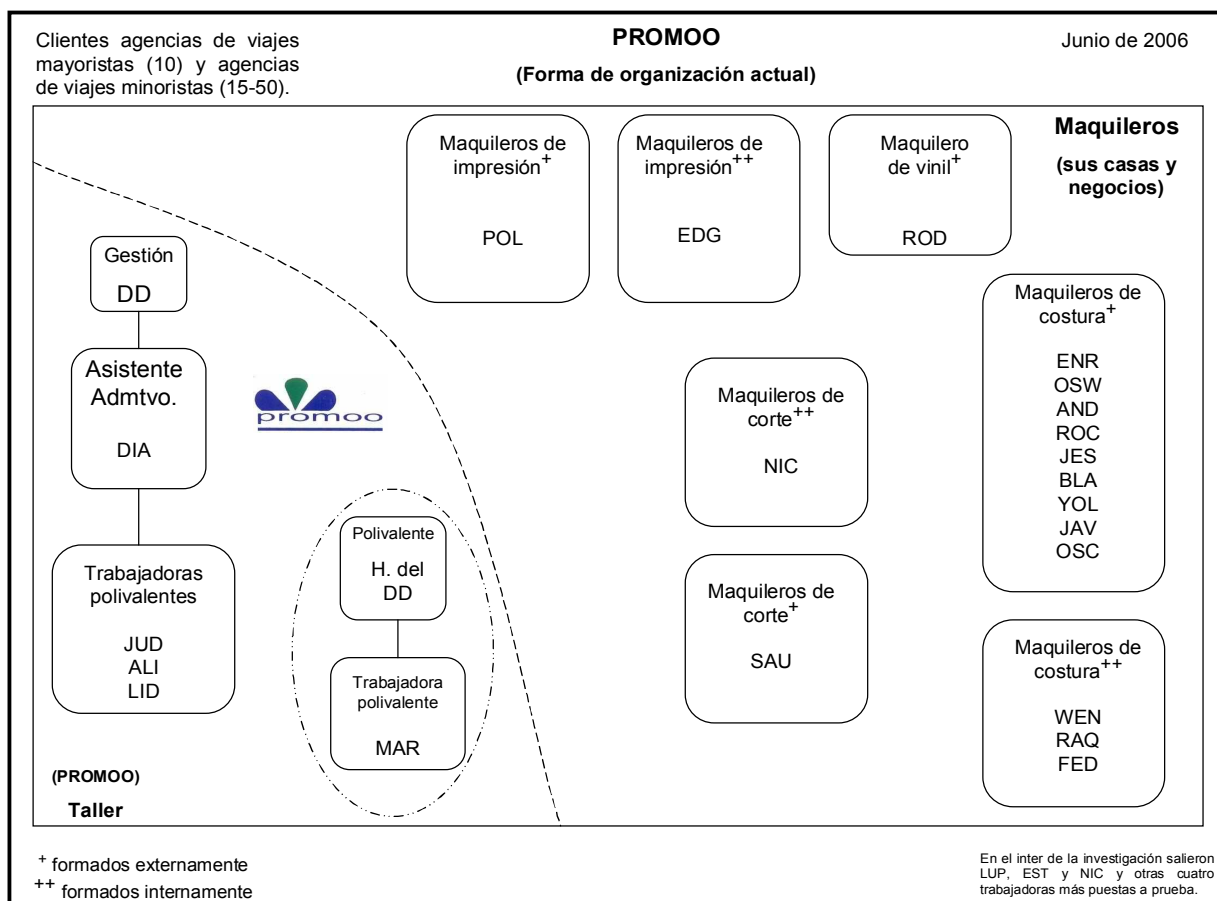 Clientes agencias de viajes
mayoristas (10) y agencias
de viajes minoristas (15-50).
PROMOO
(Forma de organización actual)
Junio de 2006
Maquileros de
impresión+
POL
Maquileros de
impresión++
EDG
Maquilero
de vinil+
ROD
Maquileros
(sus casas y
negocios)
Gestión
DD
Asistente
Admtvo.
DIA
promoo
Trabajadoras
polivalentes
JUD
ALI
LID
Polivalente
H. del
DD
Trabajadora
polivalente
MAR
Maquileros de
corte++
NIC
Maquileros de
corte+
SAU
Maquileros de
costura+
ENR
OSW
AND
ROC
JES
BLA
YOL
JAV
OSC
Maquileros de
costura++
WEN
RAQ
FED
(PROMOO)
Taller
+ formados externamente
++ formados internamente
En el inter de la investigación salieron
LUP, EST y NIC y otras cuatro
trabajadoras más puestas a prueba.